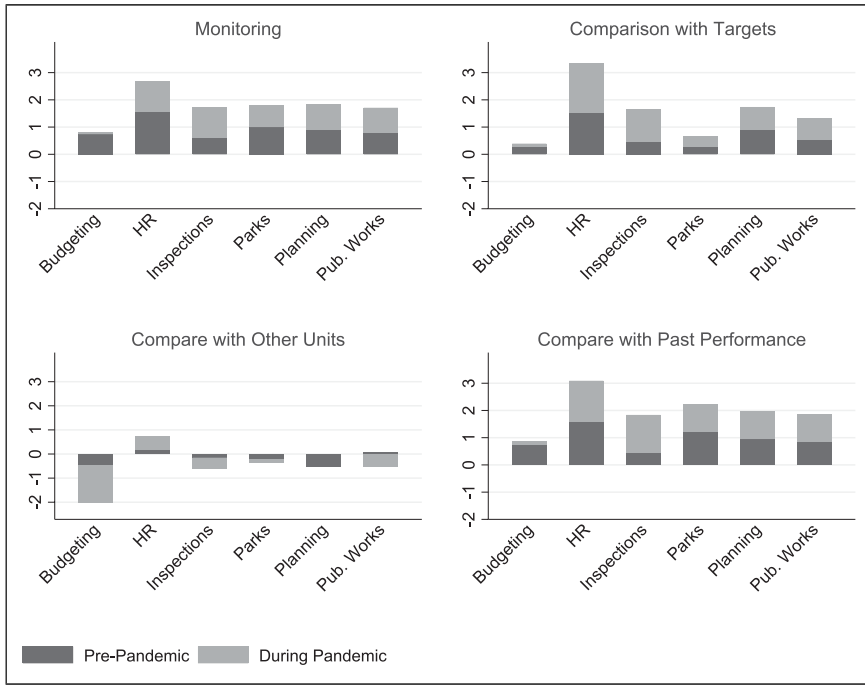 Monitoring
3
2
1
0
-1
-2
Budgeting
HR
Inspections
Parks
Planning
Pub. Works
Comparison with Targets
3
2
1
0
-1
-2
Budgeting
HR
Inspections
Parks
Planning
Pub. Works
Compare with Other Units
3
2
1
0
-1
-2
Budgeting
HR
Inspections
Parks
Planning
Pub. Works
Compare with Past Performance
3
2
1
0
-1
-2
Budgeting
HR
Inspections
Parks
Planning
Pub. Works
Pre-Pandemic
During Pandemic